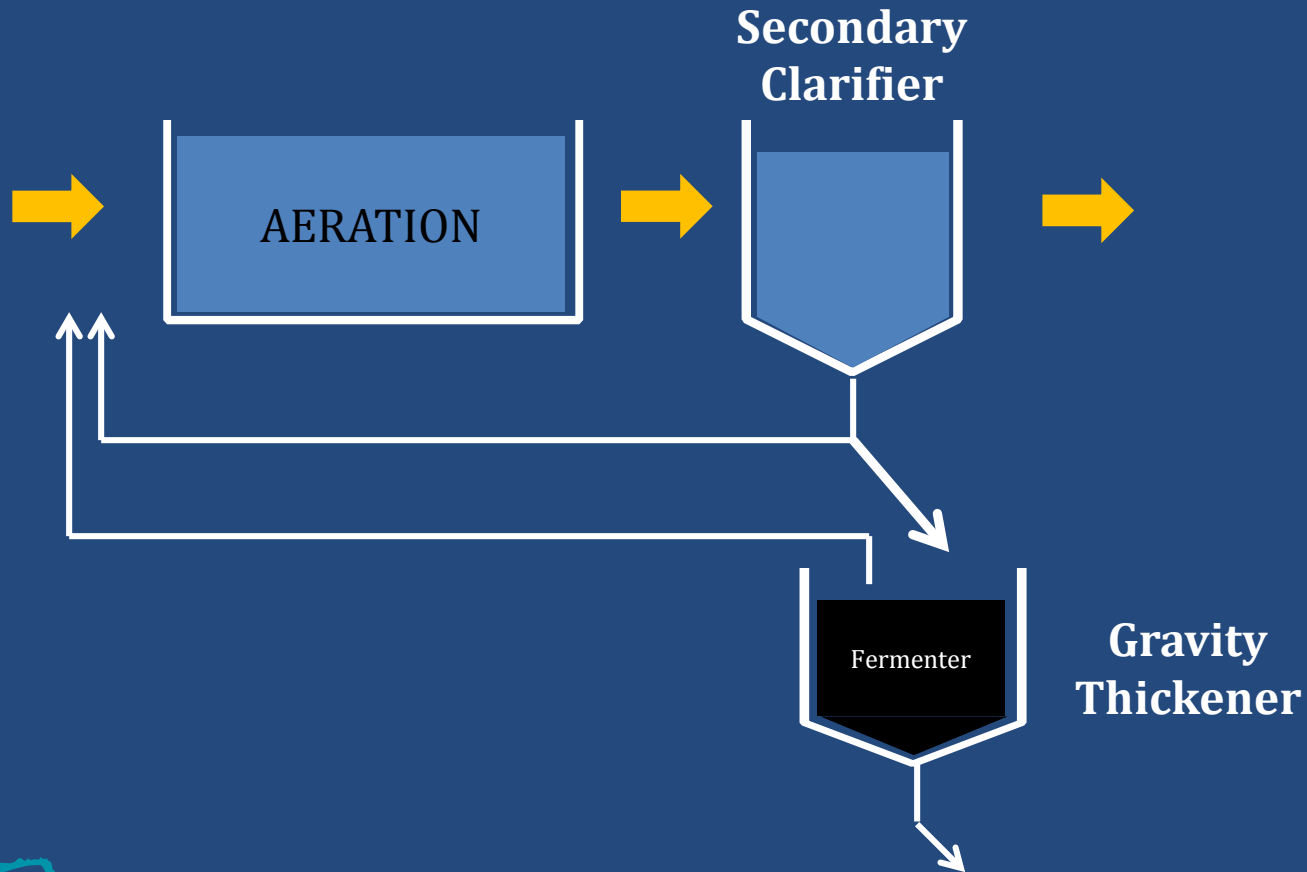 Secondary
Clarifier
AERATION
Fermenter
Gravity
Thickener